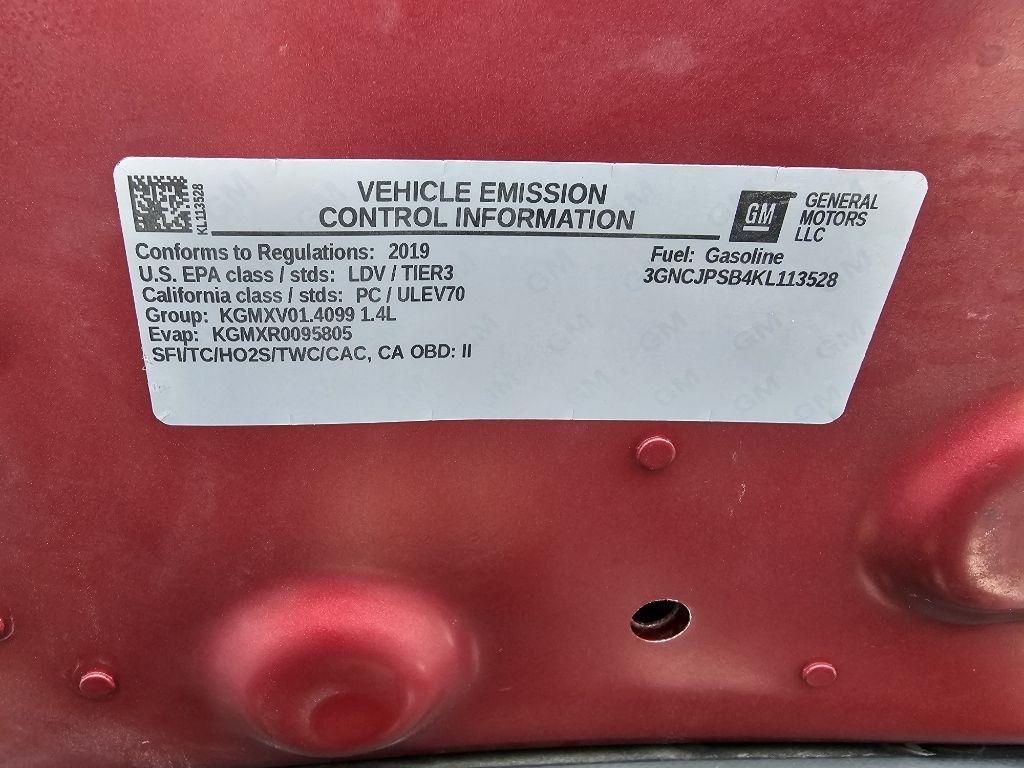 KL113528
VEHICLE EMISSION
CONTROL INFORMATION
GM
GENERAL
MOTORS
LLC
Conforms to Regulations: 2019
U.S. EPA class / stds: LDV / TIER3
California class / stds: PC / ULEV70
Group: KGMXV01.4099 1.4L
Evap: KGMXR0095805
SFI/TC/HO2S/TWC/CAC, CA OBD: II
Fuel: Gasoline
3GNCJPSB4KL113528